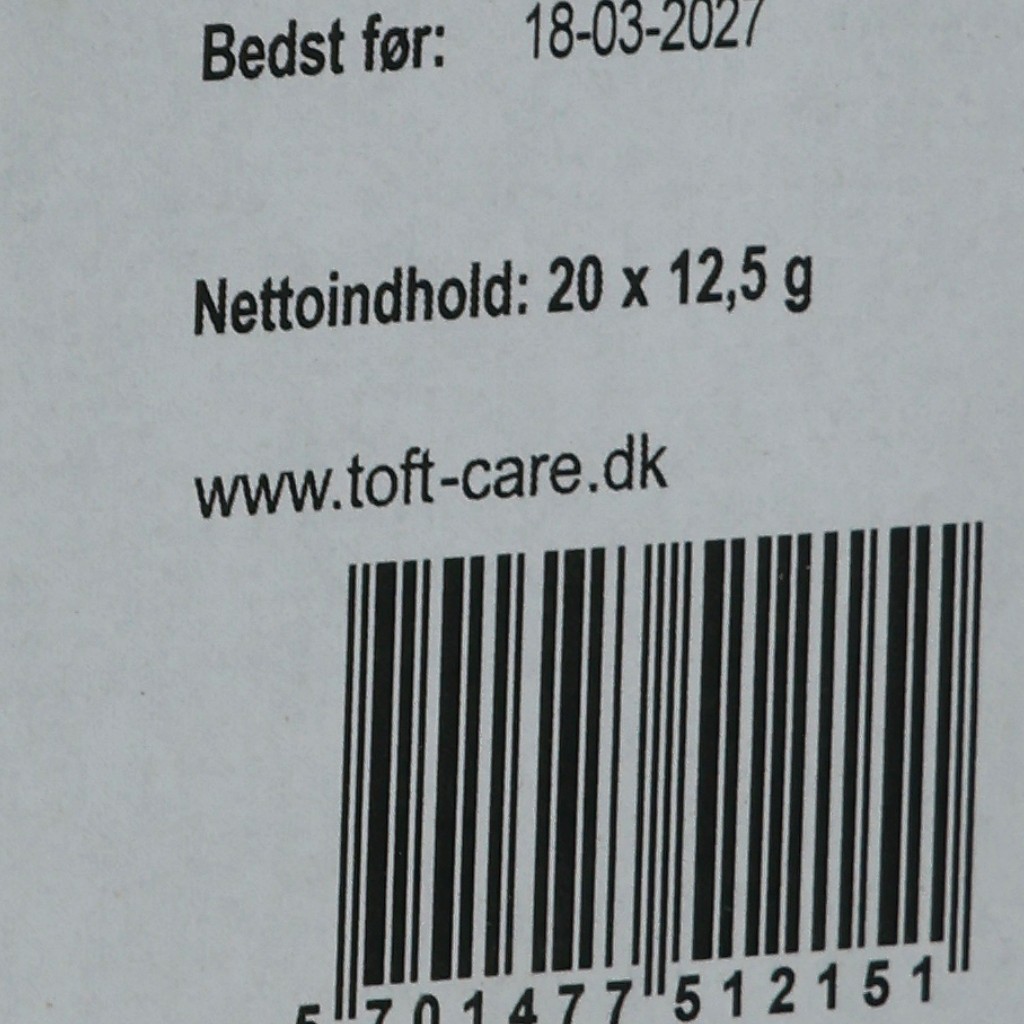 Bedst før: 18-03-2027
Nettoindhold: 20 x 12,5 g
www.toft-care.dk
5 701477 512151